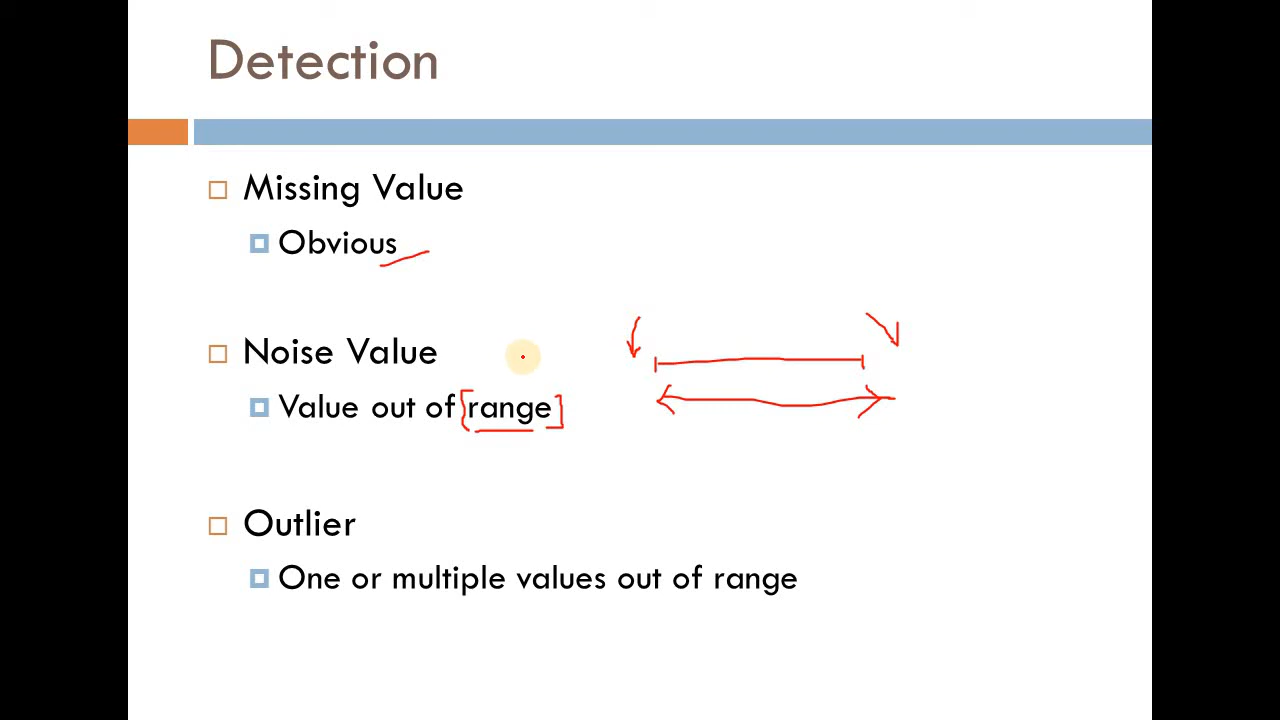 Detection
Missing Value
Obvious
Noise Value
Value out of [range]
Outlier
One or multiple values out of range